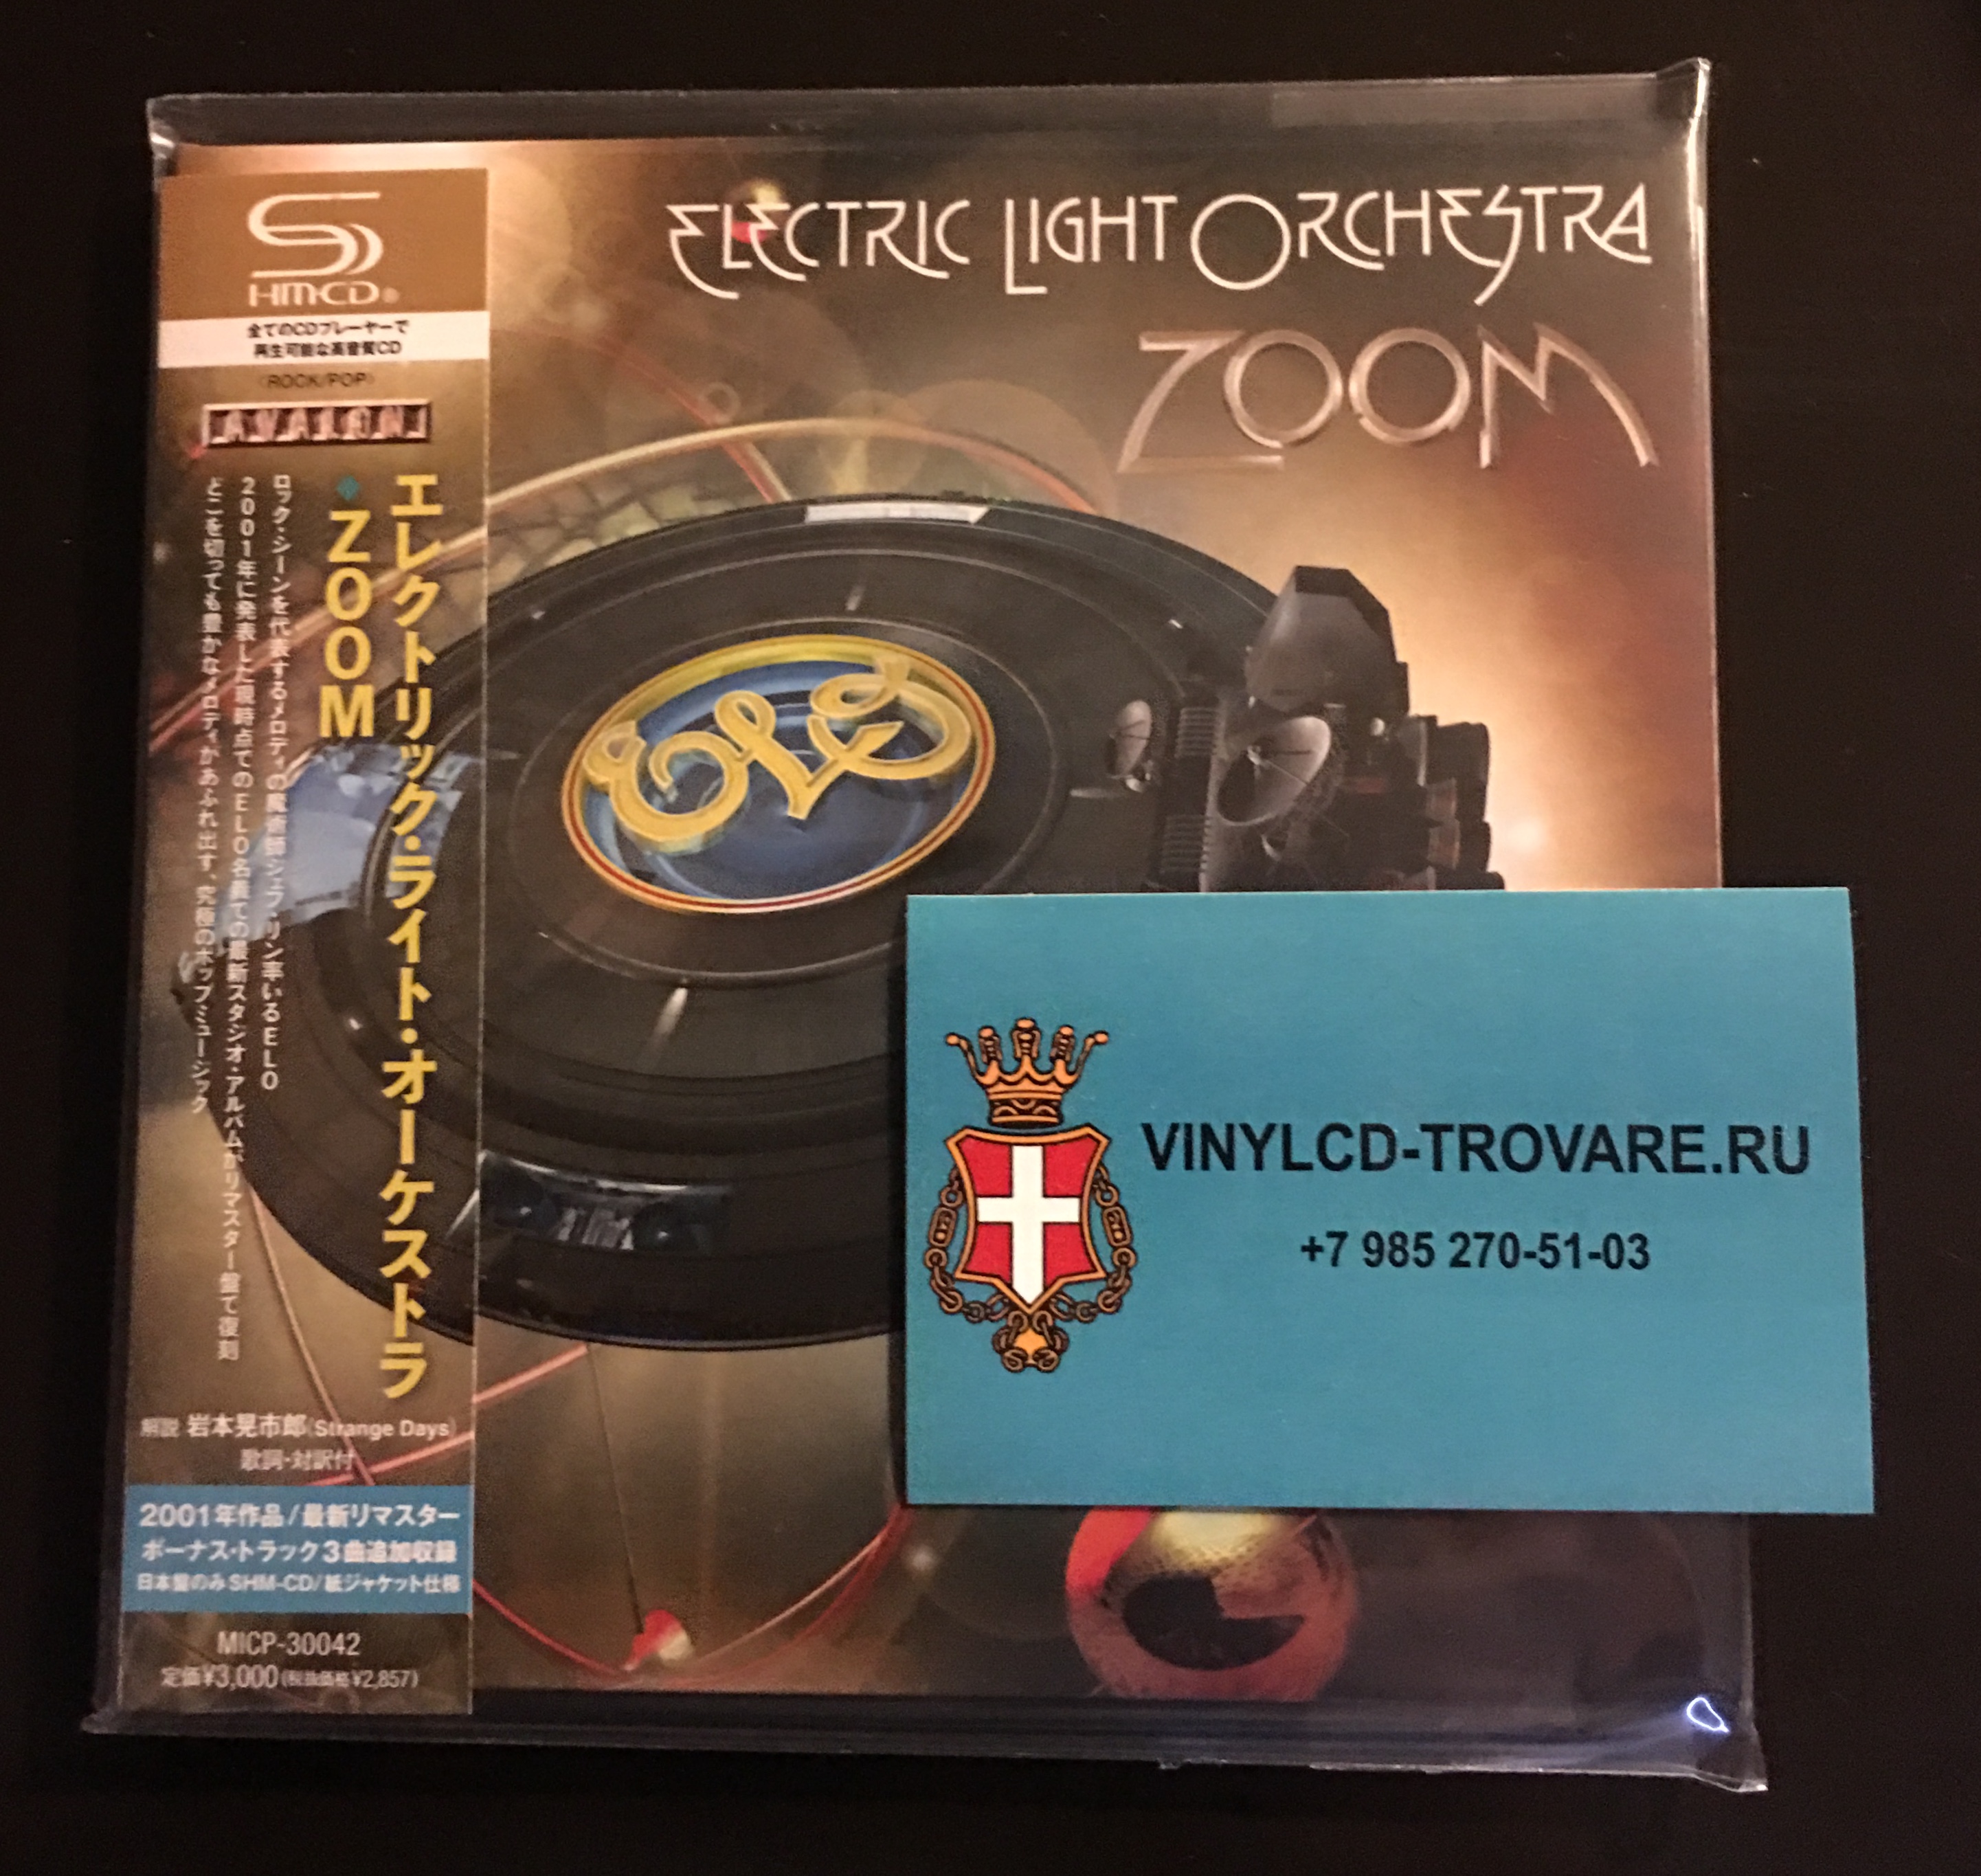 SHM-CD®
全てのCDプレーヤーで
再生可能な高音質CD
〈ROCK/POP〉
AVALON
エレクトリック・ライト・オーケストラ
ZOOM
ロック・シーンを代表するメロディの魔術師ジェフ・リン率いるELO
2001年に発表した現時点でのELO名義での最新スタジオ・アルバムがリマスター盤で復刻
どこを切っても豊かなメロディがあふれ出す、究極のポップ・ミュージック
解説 岩本晃市郎(Strange Days)
歌詞・対訳付
2001年作品/最新リマスター
ボーナス・トラック3曲追加収録
日本盤のみSHM-CD/紙ジャケット仕様
MICP-30042
定価¥3,000(税抜価格¥2,857)
ELECTRIC LIGHT ORCHESTRA
ZOOM
ELO
VINYLCD-TROVARE.RU
+7 985 270-51-03